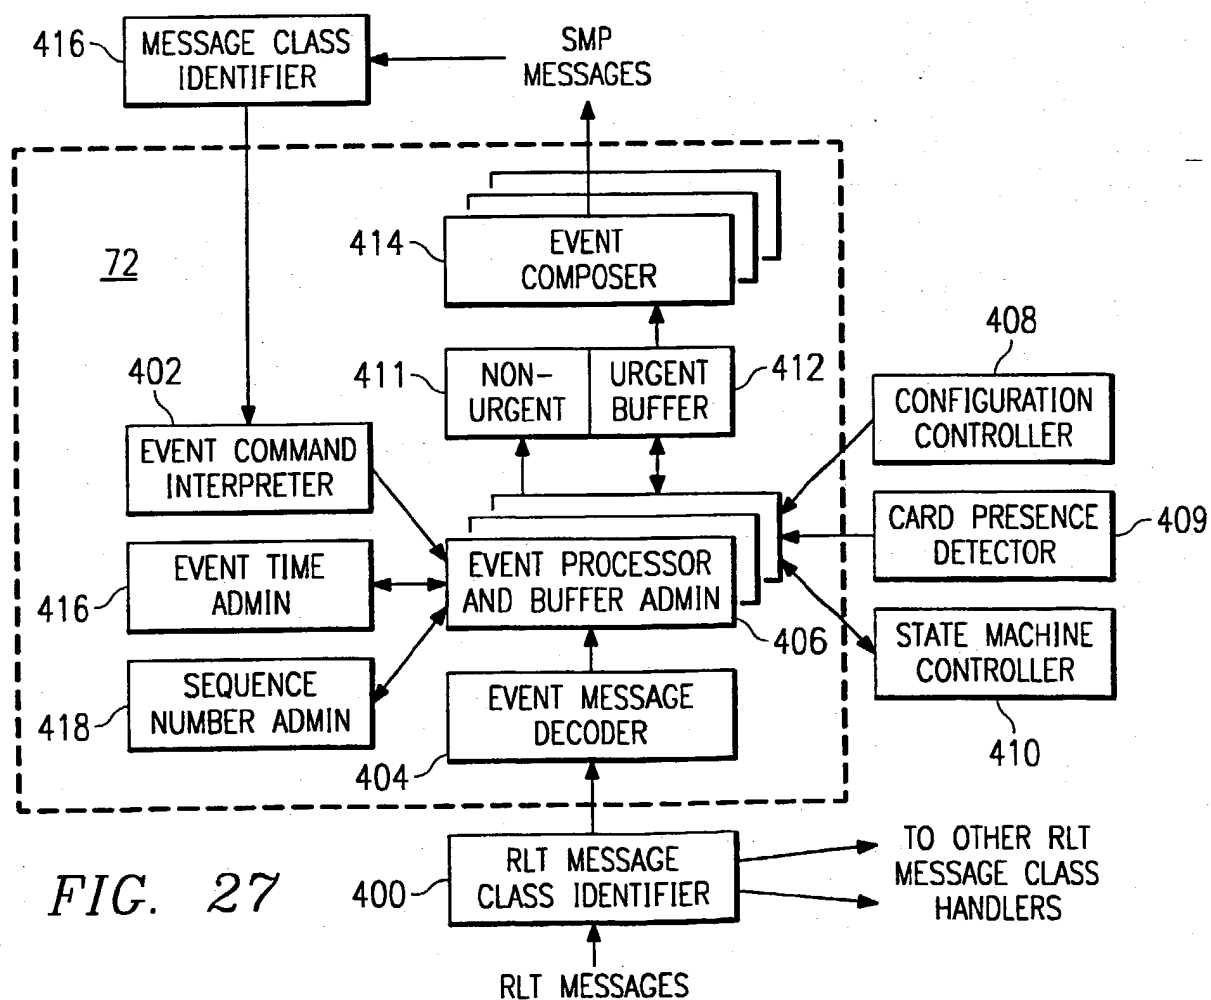 416
MESSAGE CLASS
IDENTIFIER
SMP
MESSAGES
72
414
EVENT
COMPOSER
411
NON-
URGENT
URGENT
BUFFER
412
408
CONFIGURATION
CONTROLLER
402
EVENT COMMAND
INTERPRETER
CARD PRESENCE
DETECTOR
409
416
EVENT TIME
ADMIN
EVENT PROCESSOR
AND BUFFER ADMIN
406
STATE MACHINE
CONTROLLER
410
418
SEQUENCE
NUMBER ADMIN
EVENT MESSAGE
DECODER
404
400
RLT MESSAGE
CLASS IDENTIFIER
TO OTHER RLT
MESSAGE CLASS
HANDLERS
FIG. 27
RLT MESSAGES